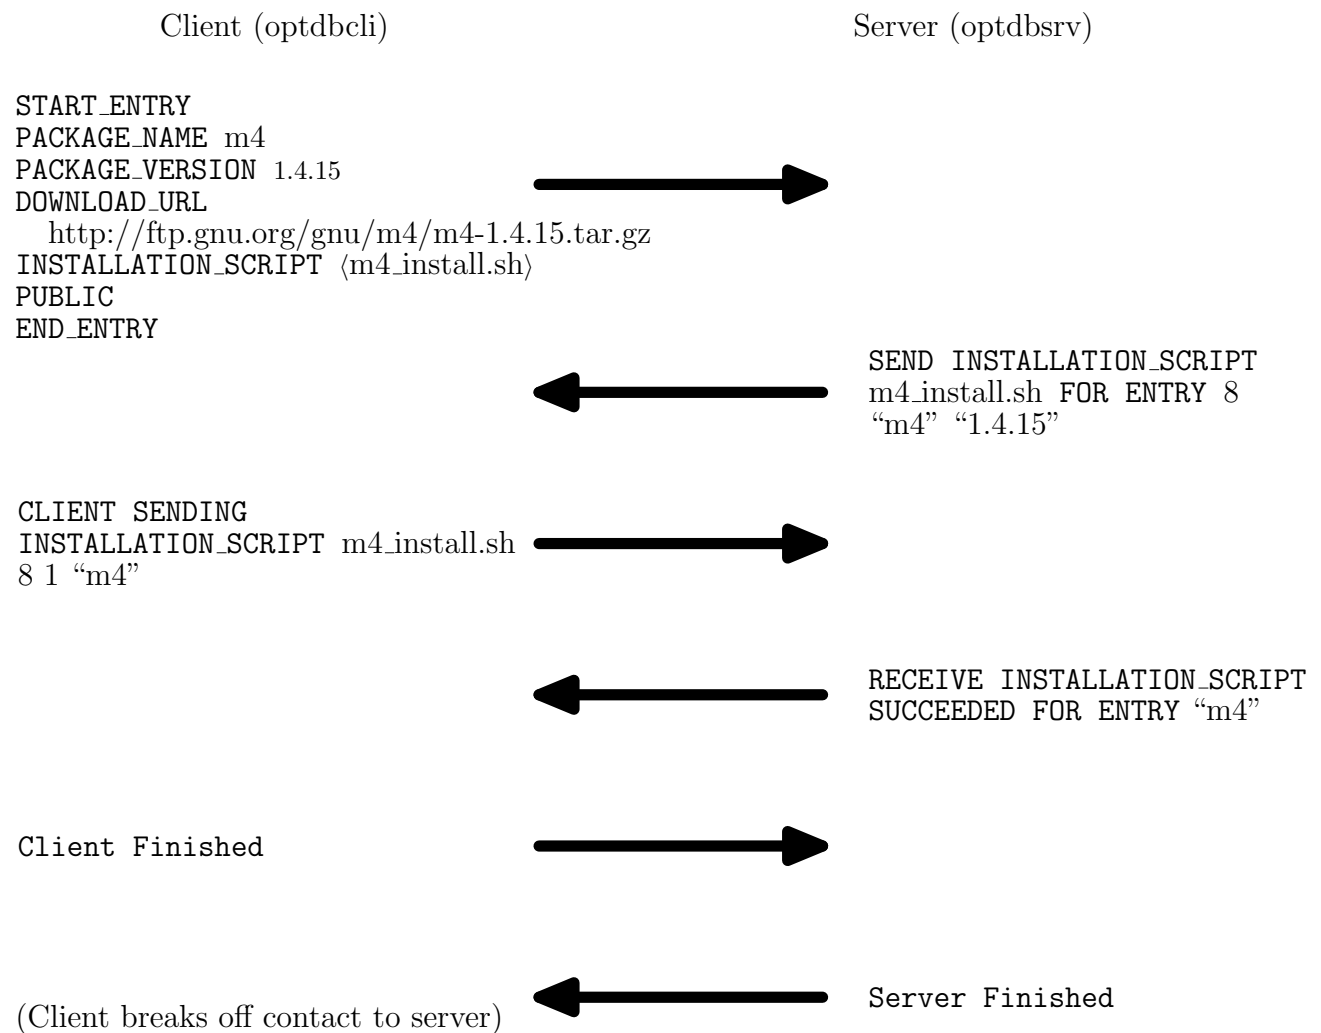 Client (optdbcli)
Server (optdbsrv)
START_ENTRY
PACKAGE_NAME m4
PACKAGE_VERSION 1.4.15
DOWNLOAD_URL
http://ftp.gnu.org/gnu/m4/m4-1.4.15.tar.gz
INSTALLATION_SCRIPT ⟨m4_install.sh⟩
PUBLIC
END_ENTRY
SEND INSTALLATION_SCRIPT
m4_install.sh FOR ENTRY 8
“m4” “1.4.15”
CLIENT SENDING
INSTALLATION_SCRIPT m4_install.sh
8 1 “m4”
RECEIVE INSTALLATION_SCRIPT
SUCCEEDED FOR ENTRY “m4”
Client Finished
Server Finished
(Client breaks off contact to server)